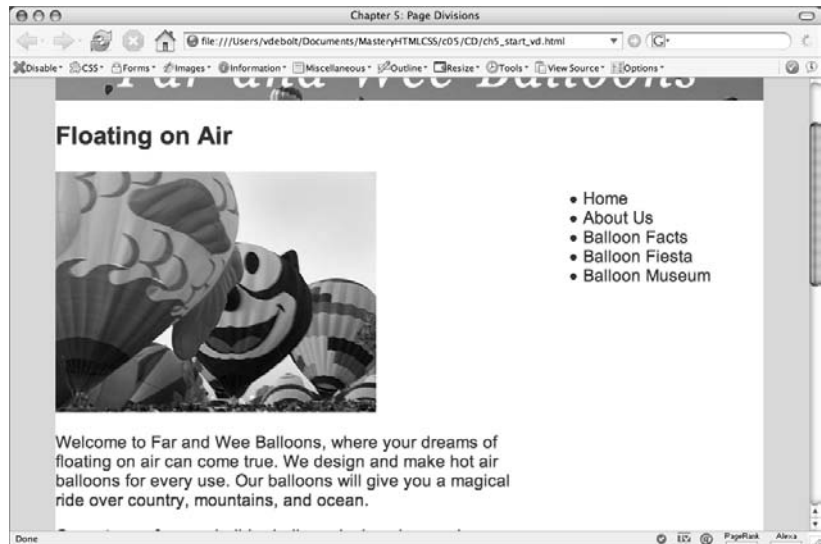 Chapter 5: Page Divisions
file:///Users/vdebolt/Documents/MasteryHTMLCSS/c05/CD/ch5_start_vd.html
G
Disable CSS Forms Images Information Miscellaneous Outline Resize Tools View Source Options
Far and Wee Balloons
Floating on Air
• Home
• About Us
• Balloon Facts
• Balloon Fiesta
• Balloon Museum
Welcome to Far and Wee Balloons, where your dreams of
floating on air can come true. We design and make hot air
balloons for every use. Our balloons will give you a magical
ride over country, mountains, and ocean.
Done
PageRank Alexa